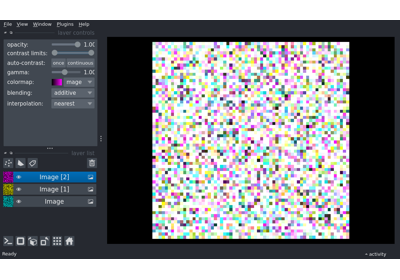 File View Window Plugins Help
layer controls
opacity: 1.00
contrast limits:
auto-contrast: once continuous
gamma: 1.00
colormap: image
blending: additive
interpolation: nearest
layer list
Image [2]
Image [1]
Image
Ready
activity